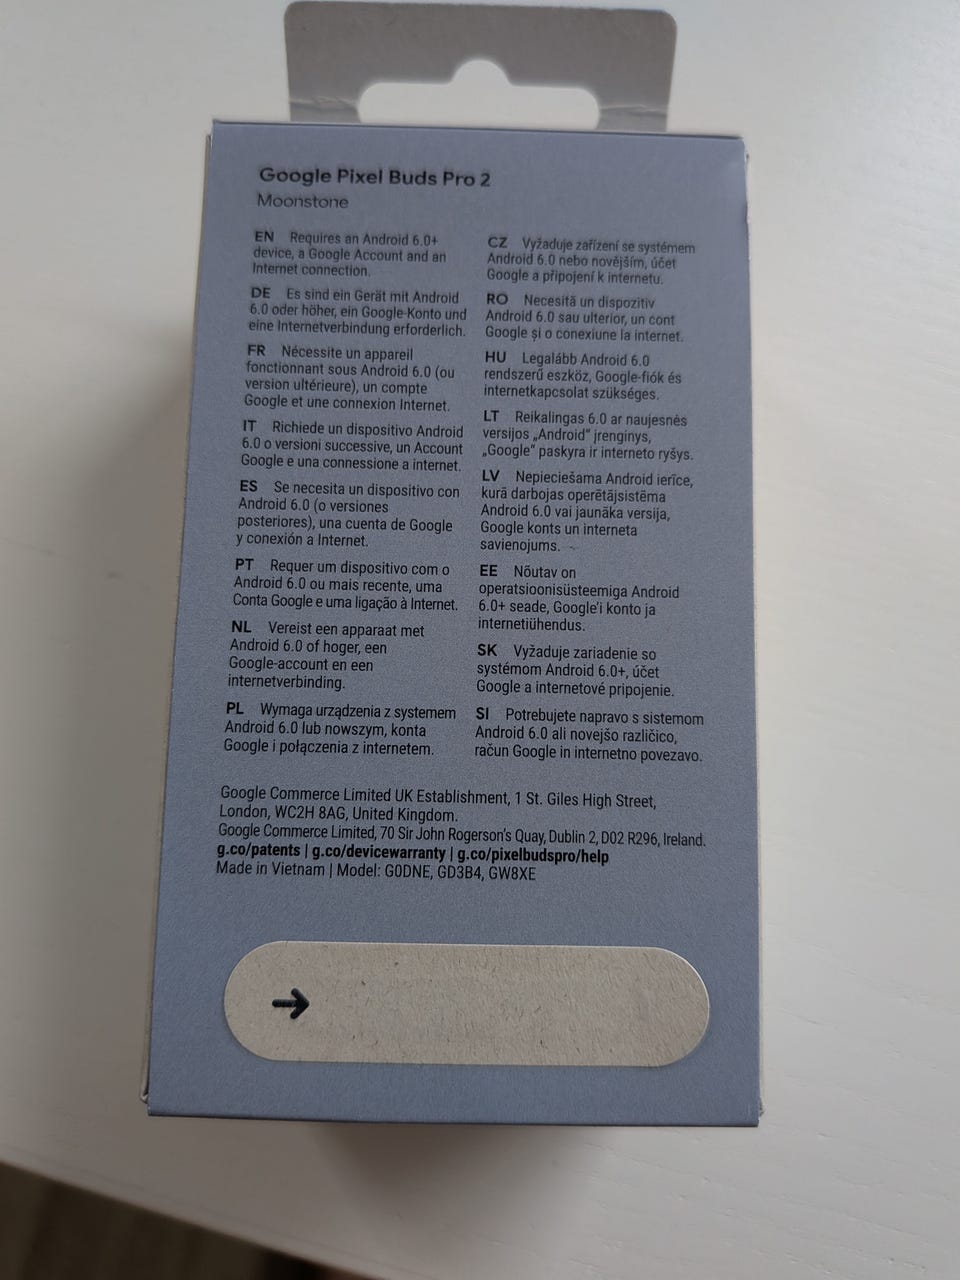 Google Pixel Buds Pro 2
Moonstone
EN Requires an Android 6.0+
device, a Google Account and an
Internet connection.
DE Es sind ein Gerät mit Android
6.0 oder höher, ein Google-Konto und
eine Internetverbindung erforderlich.
FR Nécessite un appareil
fonctionnant sous Android 6.0 (ou
version ultérieure), un compte
Google et une connexion Internet.
IT Richiede un dispositivo Android
6.0 o versioni successive, un Account
Google e una connessione a internet.
ES Se necesita un dispositivo con
Android 6.0 (o versiones
posteriores), una cuenta de Google
y conexión a Internet.
PT Requer um dispositivo com o
Android 6.0 ou mais recente, uma
Conta Google e uma ligação à Internet.
NL Vereist een apparaat met
Android 6.0 of hoger, een
Google-account en een
internetverbinding.
PL Wymaga urządzenia z systemem
Android 6.0 lub nowszym, konta
Google i połączenia z internetem.
CZ Vyžaduje zařízení se systémem
Android 6.0 nebo novějším, účet
Google a připojení k internetu.
RO Necesită un dispozitiv
Android 6.0 sau ulterior, un cont
Google și o conexiune la internet.
HU Legalább Android 6.0
rendszerű eszköz, Google-fiók és
internetkapcsolat szükséges.
LT Reikalingas 6.0 ar naujesnės
versijos „Android“ įrenginys,
„Google“ paskyra ir interneto ryšys.
LV Nepieciešama Android ierīce,
kurā darbojas operētājsistēma
Android 6.0 vai jaunāka versija,
Google konts un interneta
savienojums.
EE Nõutav on
operatsioonisüsteemiga Android
6.0+ seade, Google'i konto ja
internetiühendus.
SK Vyžaduje zariadenie so
systémom Android 6.0+, účet
Google a internetové pripojenie.
SI Potrebujete napravo s sistemom
Android 6.0 ali novejšo različico,
račun Google in internetno povezavo.
Google Commerce Limited UK Establishment, 1 St. Giles High Street,
London, WC2H 8AG, United Kingdom.
Google Commerce Limited, 70 Sir John Rogerson's Quay, Dublin 2, D02 R296, Ireland.
g.co/patents | g.co/devicewarranty | g.co/pixelbudspro/help
Made in Vietnam | Model: G0DNE, GD3B4, GW8XE